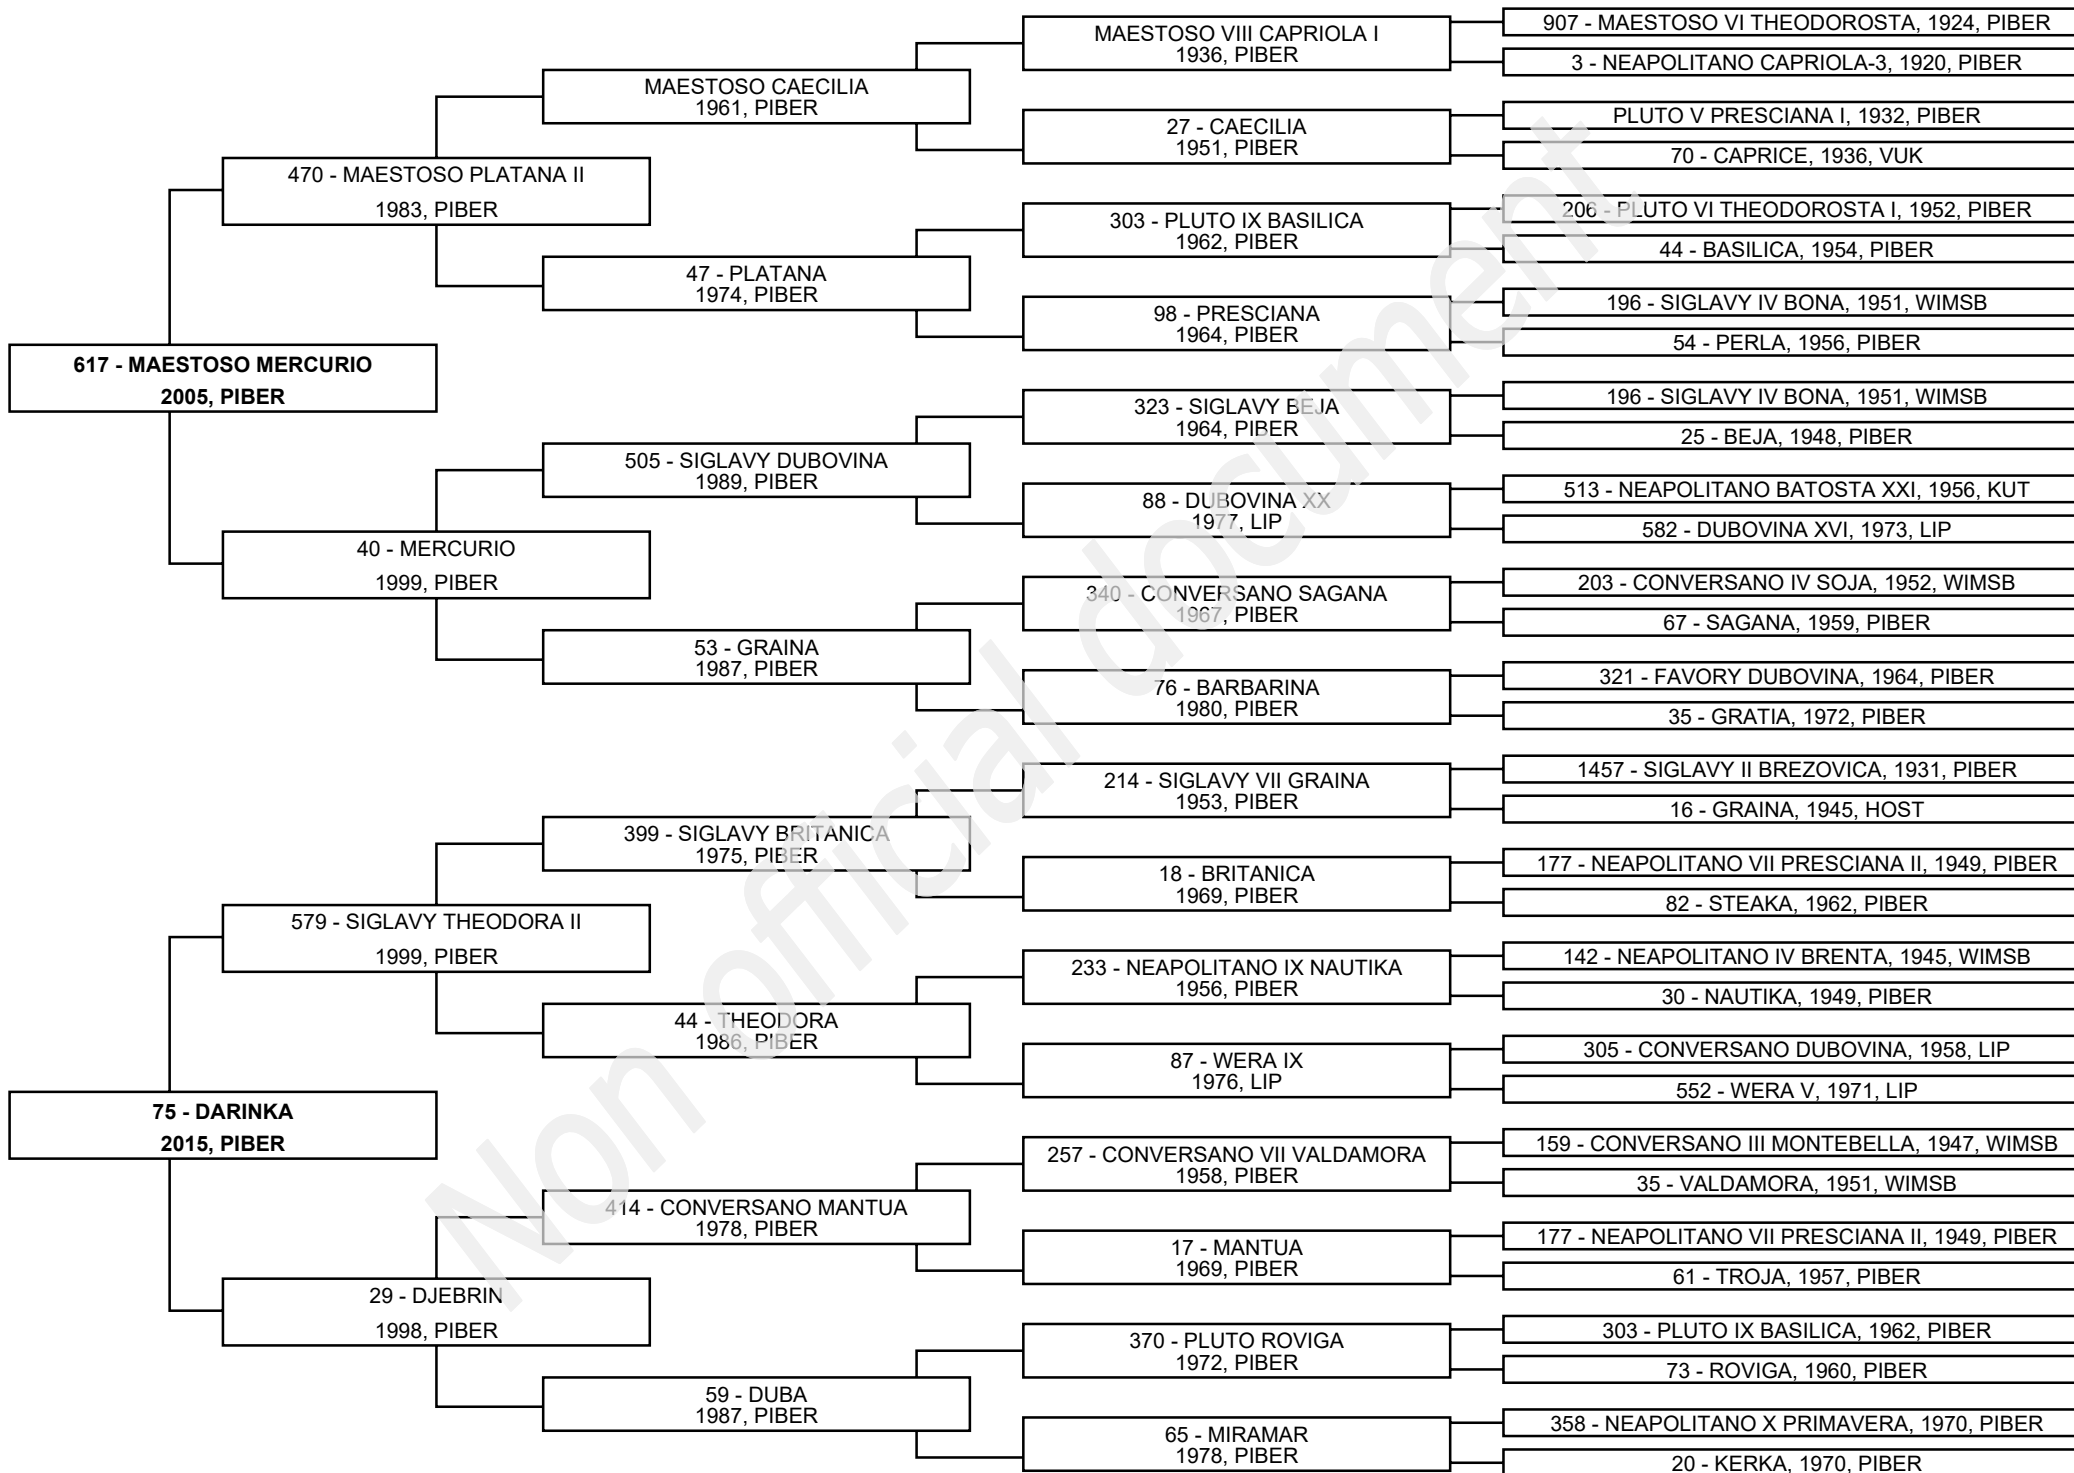 617 - MAESTOSO MERCURIO
2005, PIBER
75 - DARINKA
2015, PIBER
470 - MAESTOSO PLATANA II
1983, PIBER
40 - MERCURIO
1999, PIBER
579 - SIGLAVY THEODORA II
1999, PIBER
29 - DJEBRIN
1998, PIBER
MAESTOSO CAECILIA
1961, PIBER
47 - PLATANA
1974, PIBER
505 - SIGLAVY DUBOVINA
1989, PIBER
53 - GRAINA
1987, PIBER
399 - SIGLAVY BRITANICA
1975, PIBER
44 - THEODORA
1986, PIBER
414 - CONVERSANO MANTUA
1978, PIBER
59 - DUBA
1987, PIBER
MAESTOSO VIII CAPRIOLA I
1936, PIBER
27 - CAECILIA
1951, PIBER
303 - PLUTO IX BASILICA
1962, PIBER
98 - PRESCIANA
1964, PIBER
323 - SIGLAVY BEJA
1964, PIBER
88 - DUBOVINA XX
1977, LIP
340 - CONVERSANO SAGANA
1967, PIBER
76 - BARBARINA
1980, PIBER
214 - SIGLAVY VII GRAINA
1953, PIBER
18 - BRITANICA
1969, PIBER
233 - NEAPOLITANO IX NAUTIKA
1956, PIBER
87 - WERA IX
1976, LIP
257 - CONVERSANO VII VALDAMORA
1958, PIBER
17 - MANTUA
1969, PIBER
370 - PLUTO ROVIGA
1972, PIBER
65 - MIRAMAR
1978, PIBER
907 - MAESTOSO VI THEODOROSTA, 1924, PIBER
3 - NEAPOLITANO CAPRIOLA-3, 1920, PIBER
PLUTO V PRESCIANA I, 1932, PIBER
70 - CAPRICE, 1936, VUK
206 - PLUTO VI THEODOROSTA I, 1952, PIBER
44 - BASILICA, 1954, PIBER
196 - SIGLAVY IV BONA, 1951, WIMSB
54 - PERLA, 1956, PIBER
196 - SIGLAVY IV BONA, 1951, WIMSB
25 - BEJA, 1948, PIBER
513 - NEAPOLITANO BATOSTA XXI, 1956, KUT
582 - DUBOVINA XVI, 1973, LIP
203 - CONVERSANO IV SOJA, 1952, WIMSB
67 - SAGANA, 1959, PIBER
321 - FAVORY DUBOVINA, 1964, PIBER
35 - GRATIA, 1972, PIBER
1457 - SIGLAVY II BREZOVICA, 1931, PIBER
16 - GRAINA, 1945, HOST
177 - NEAPOLITANO VII PRESCIANA II, 1949, PIBER
82 - STEAKA, 1962, PIBER
142 - NEAPOLITANO IV BRENTA, 1945, WIMSB
30 - NAUTIKA, 1949, PIBER
305 - CONVERSANO DUBOVINA, 1958, LIP
552 - WERA V, 1971, LIP
159 - CONVERSANO III MONTEBELLA, 1947, WIMSB
35 - VALDAMORA, 1951, WIMSB
177 - NEAPOLITANO VII PRESCIANA II, 1949, PIBER
61 - TROJA, 1957, PIBER
303 - PLUTO IX BASILICA, 1962, PIBER
73 - ROVIGA, 1960, PIBER
358 - NEAPOLITANO X PRIMAVERA, 1970, PIBER
20 - KERKA, 1970, PIBER
Non official document